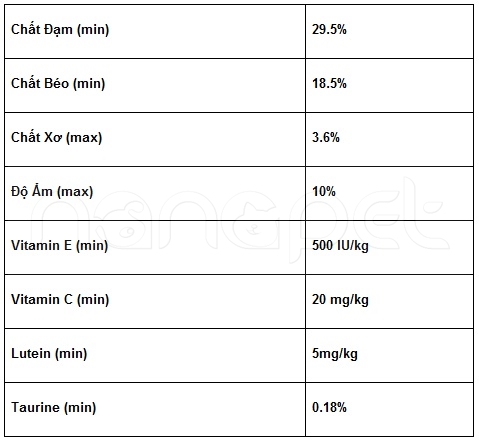 Chất Đạm (min) 29.5%
Chất Béo (min) 18.5%
Chất Xơ (max) 3.6%
Độ Ẩm (max) 10%
nanapet
Vitamin E (min) 500 IU/kg
Vitamin C (min) 20 mg/kg
Lutein (min) 5mg/kg
Taurine (min) 0.18%